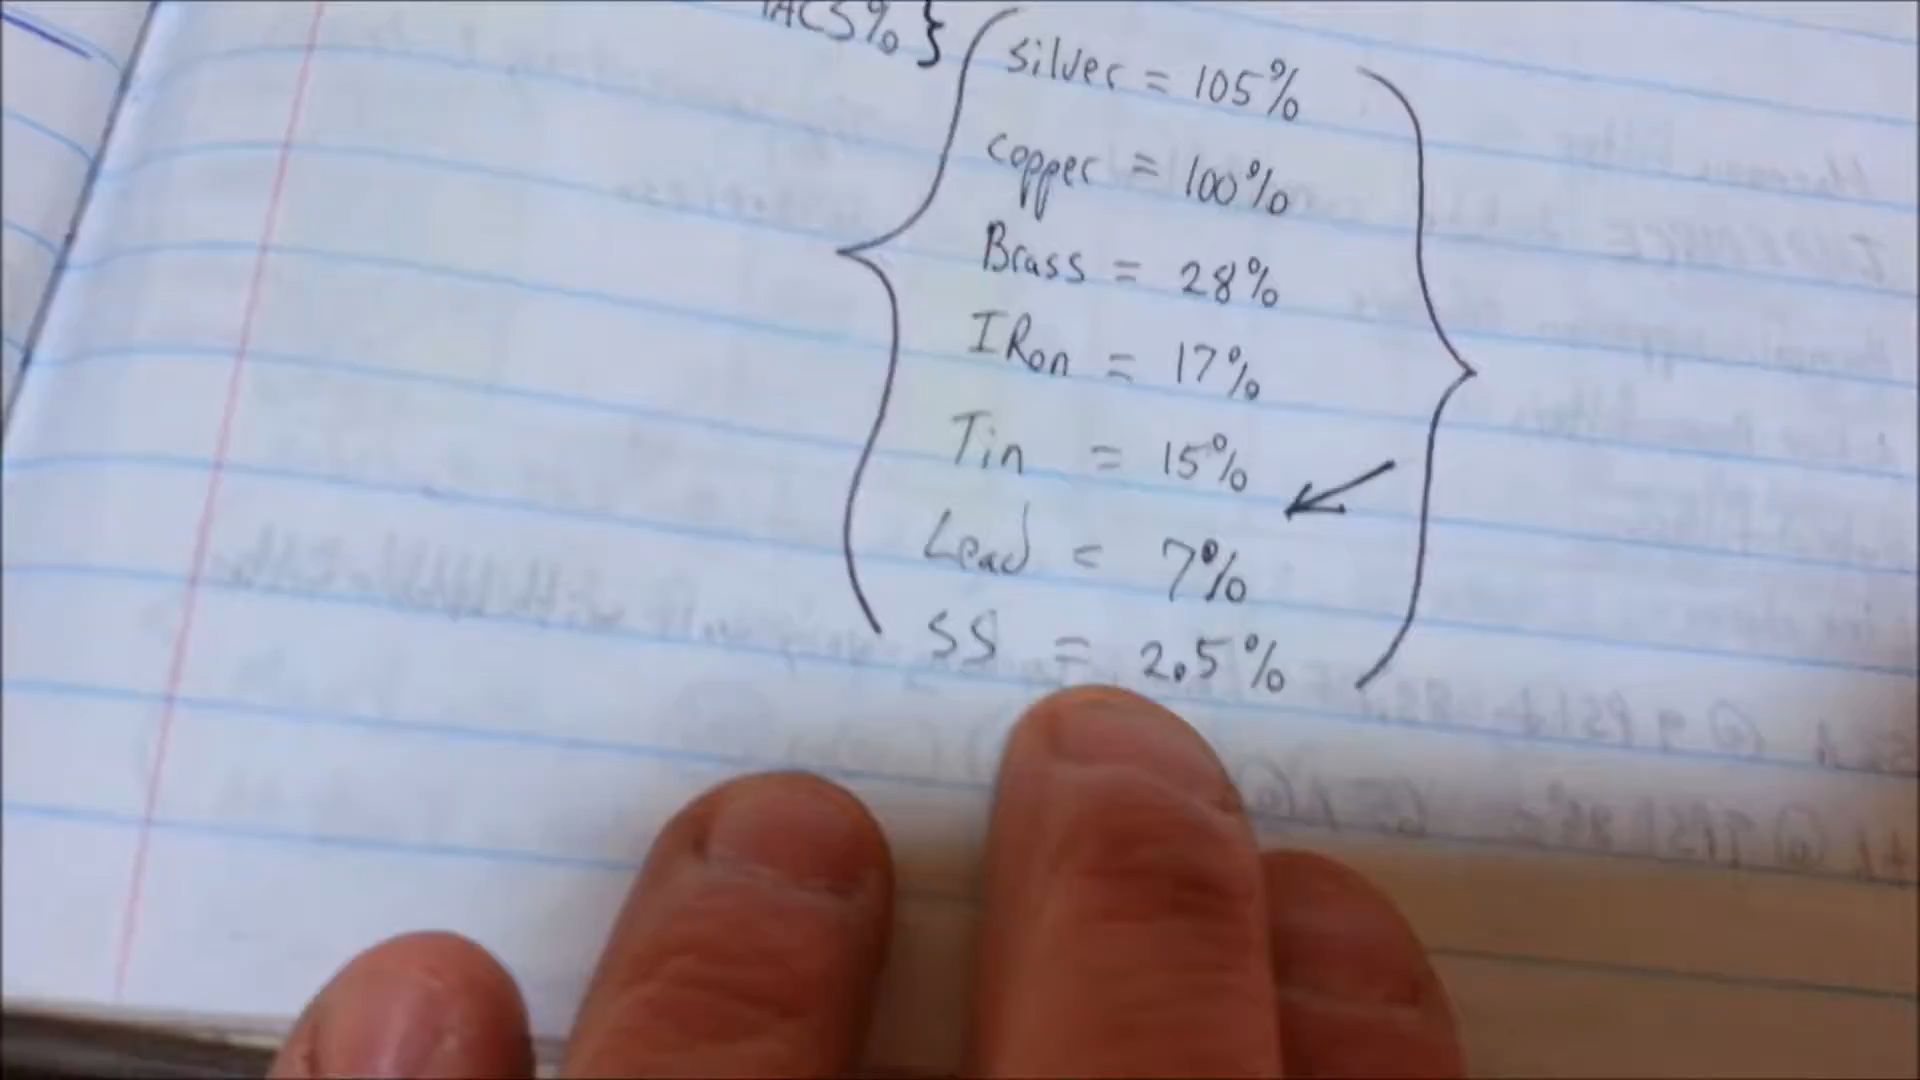 IACS% }
silver = 105%
copper = 100%
Brass = 28%
IRon = 17%
Tin = 15%
Lead = 7%
SS = 2.5%